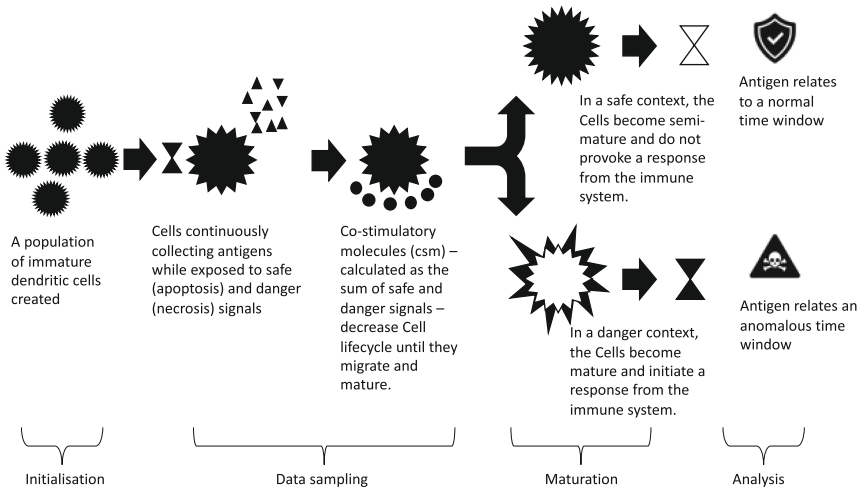 A population
of immature
dendritic cells
created
Cells continuously
collecting antigens
while exposed to safe
(apoptosis) and danger
(necrosis) signals
Co-stimulatory
molecules (csm) –
calculated as the
sum of safe and
danger signals –
decrease Cell
lifecycle until they
migrate and
mature.
In a safe context, the
Cells become semi-
mature and do not
provoke a response
from the immune
system.
Antigen relates
to a normal
time window
In a danger context,
the Cells become
mature and initiate a
response from the
immune system.
Antigen relates an
anomalous time
window
Initialisation
Data sampling
Maturation
Analysis